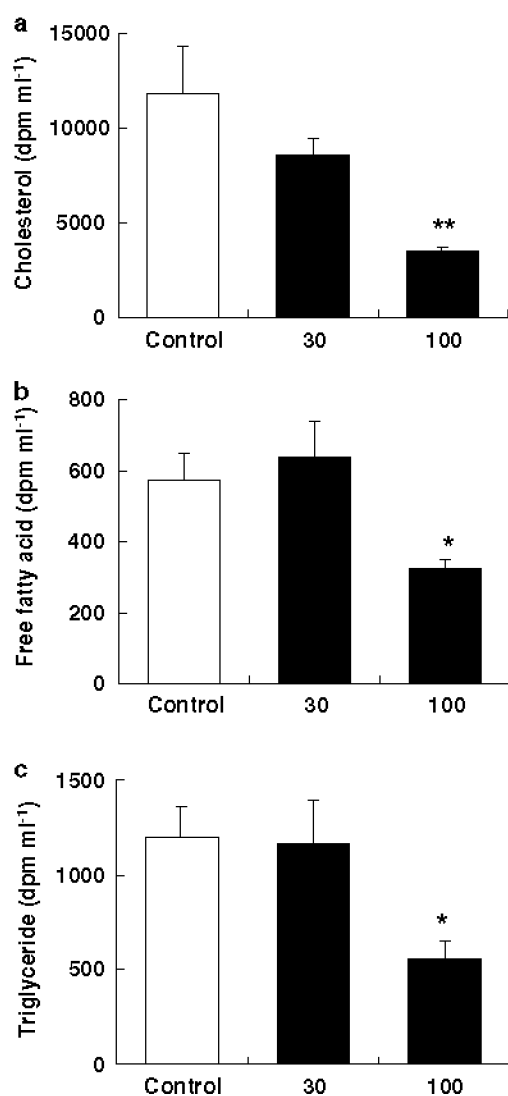 a
Cholesterol (dpm ml⁻¹)
15000
10000
5000
0
**
Control 30 100
b
Free fatty acid (dpm ml⁻¹)
800
600
400
200
0
*
Control 30 100
c
Triglyceride (dpm ml⁻¹)
1500
1000
500
0
*
Control 30 100